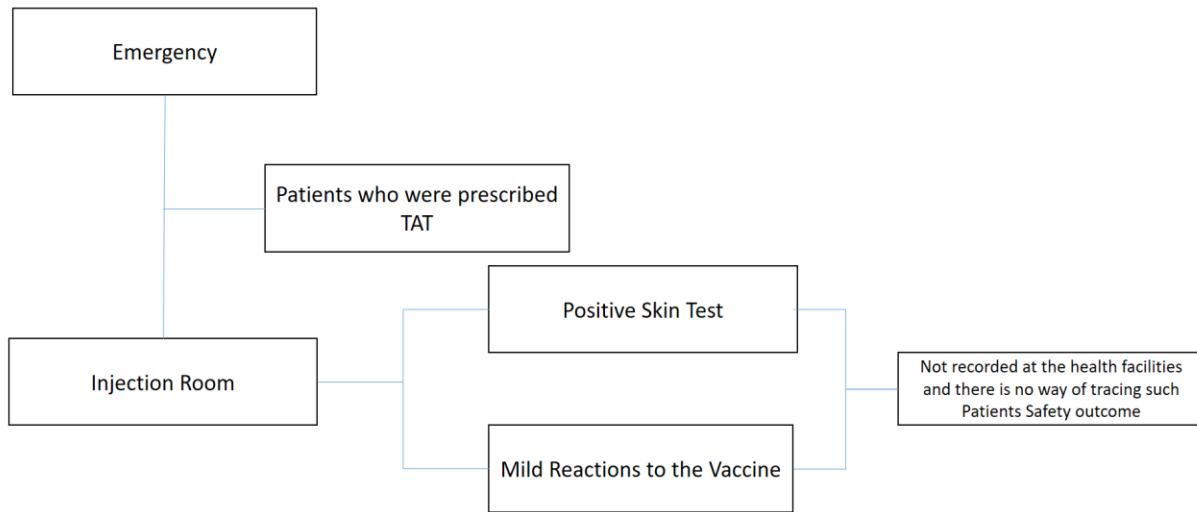 Emergency
Patients who were prescribed
TAT
Positive Skin Test
Injection Room
Not recorded at the health facilities
and there is no way of tracing such
Patients Safety outcome
Mild Reactions to the Vaccine